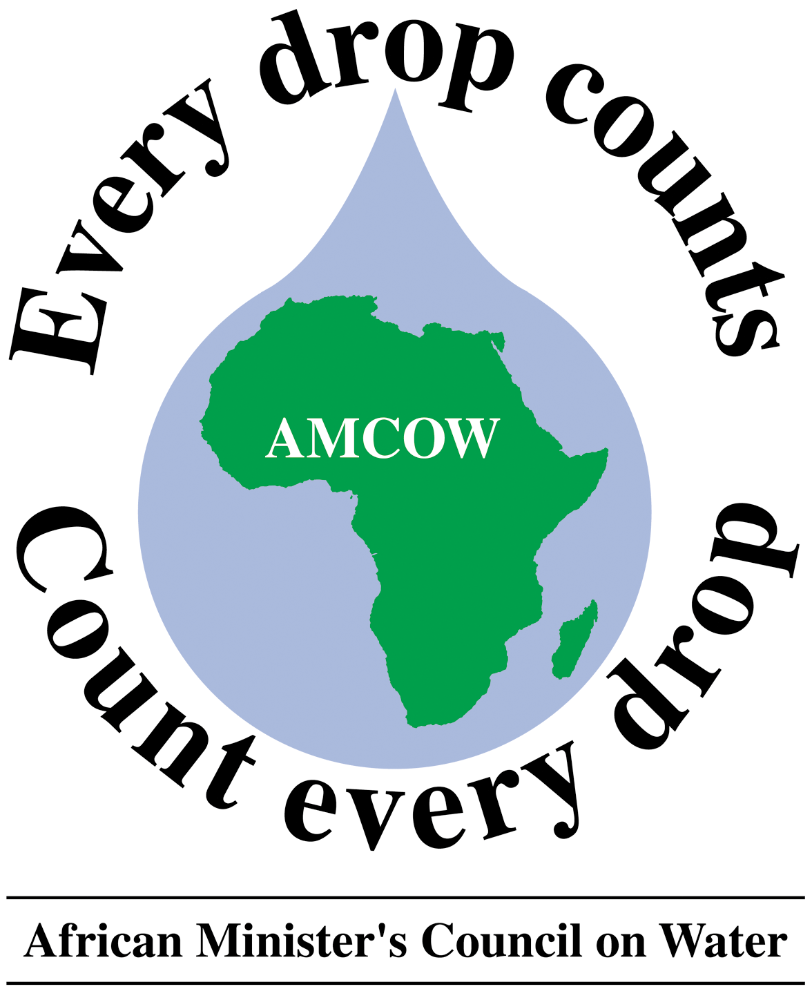 Every drop counts
AMCOW
Count every drop
African Minister's Council on Water